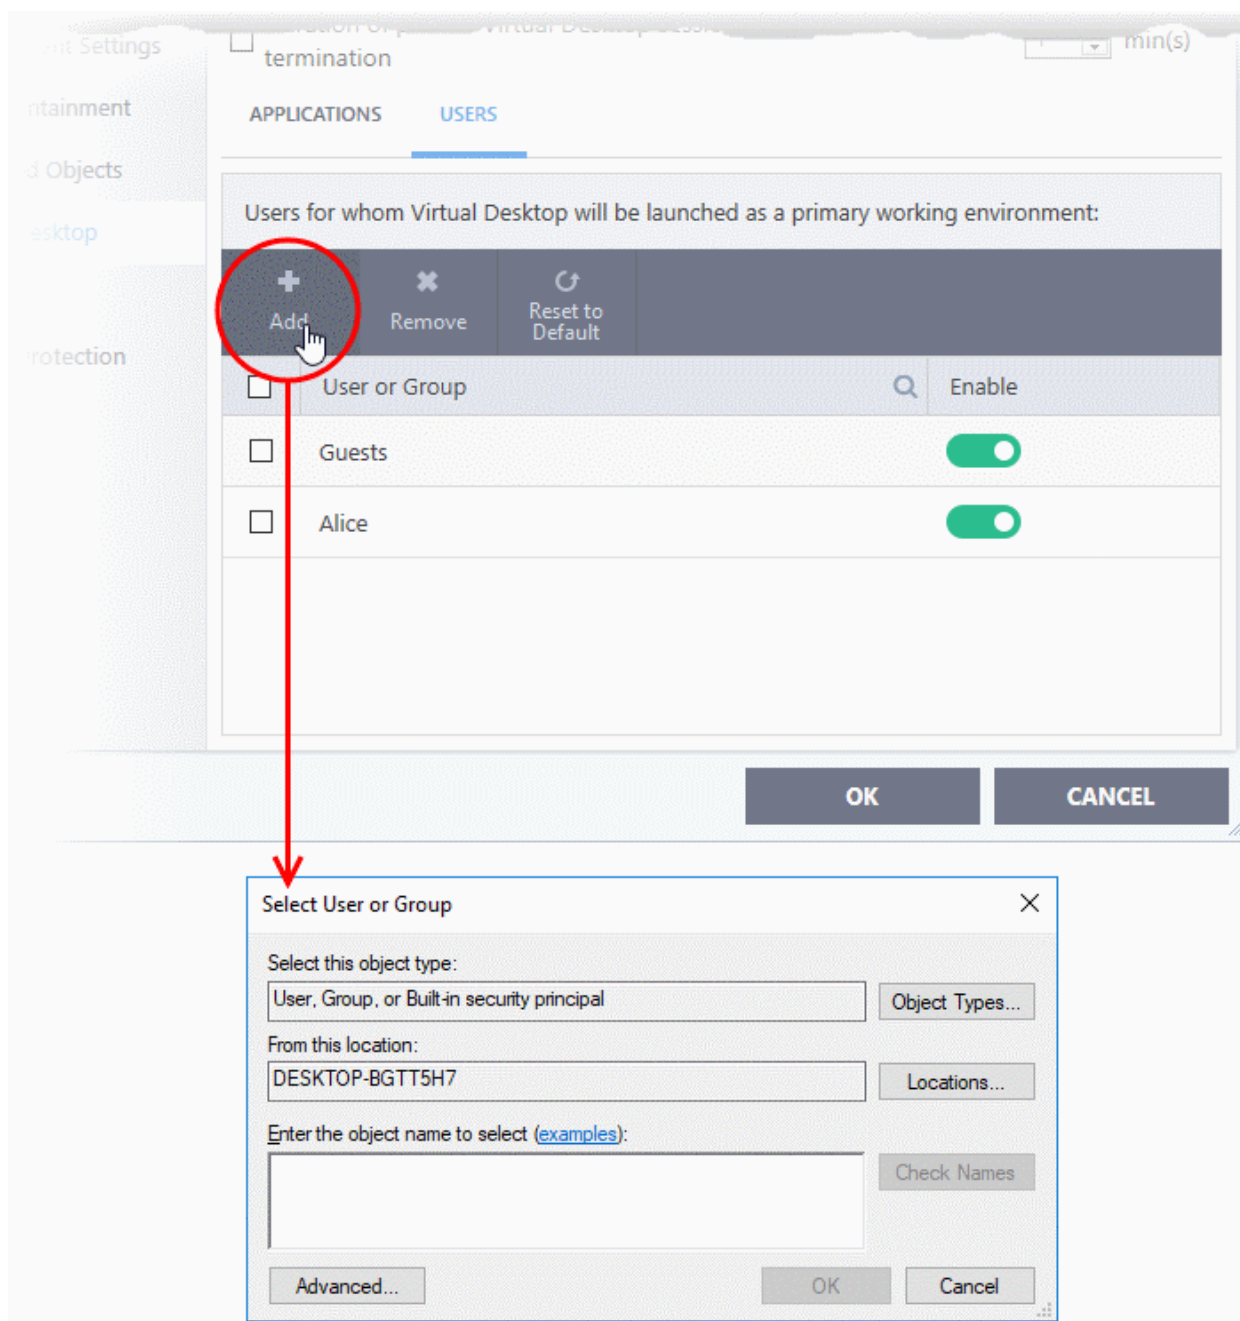 Settings
termination
min(s)
APPLICATIONS USERS
Objects
Users for whom Virtual Desktop will be launched as a primary working environment:
Add
Remove
Reset to
Default
User or Group
Enable
Guests
Alice
OK
CANCEL
Select User or Group
Select this object type:
User, Group, or Built-in security principal
Object Types...
From this location:
DESKTOP-BGTT5H7
Locations...
Enter the object name to select (examples):
Check Names
Advanced...
OK
Cancel